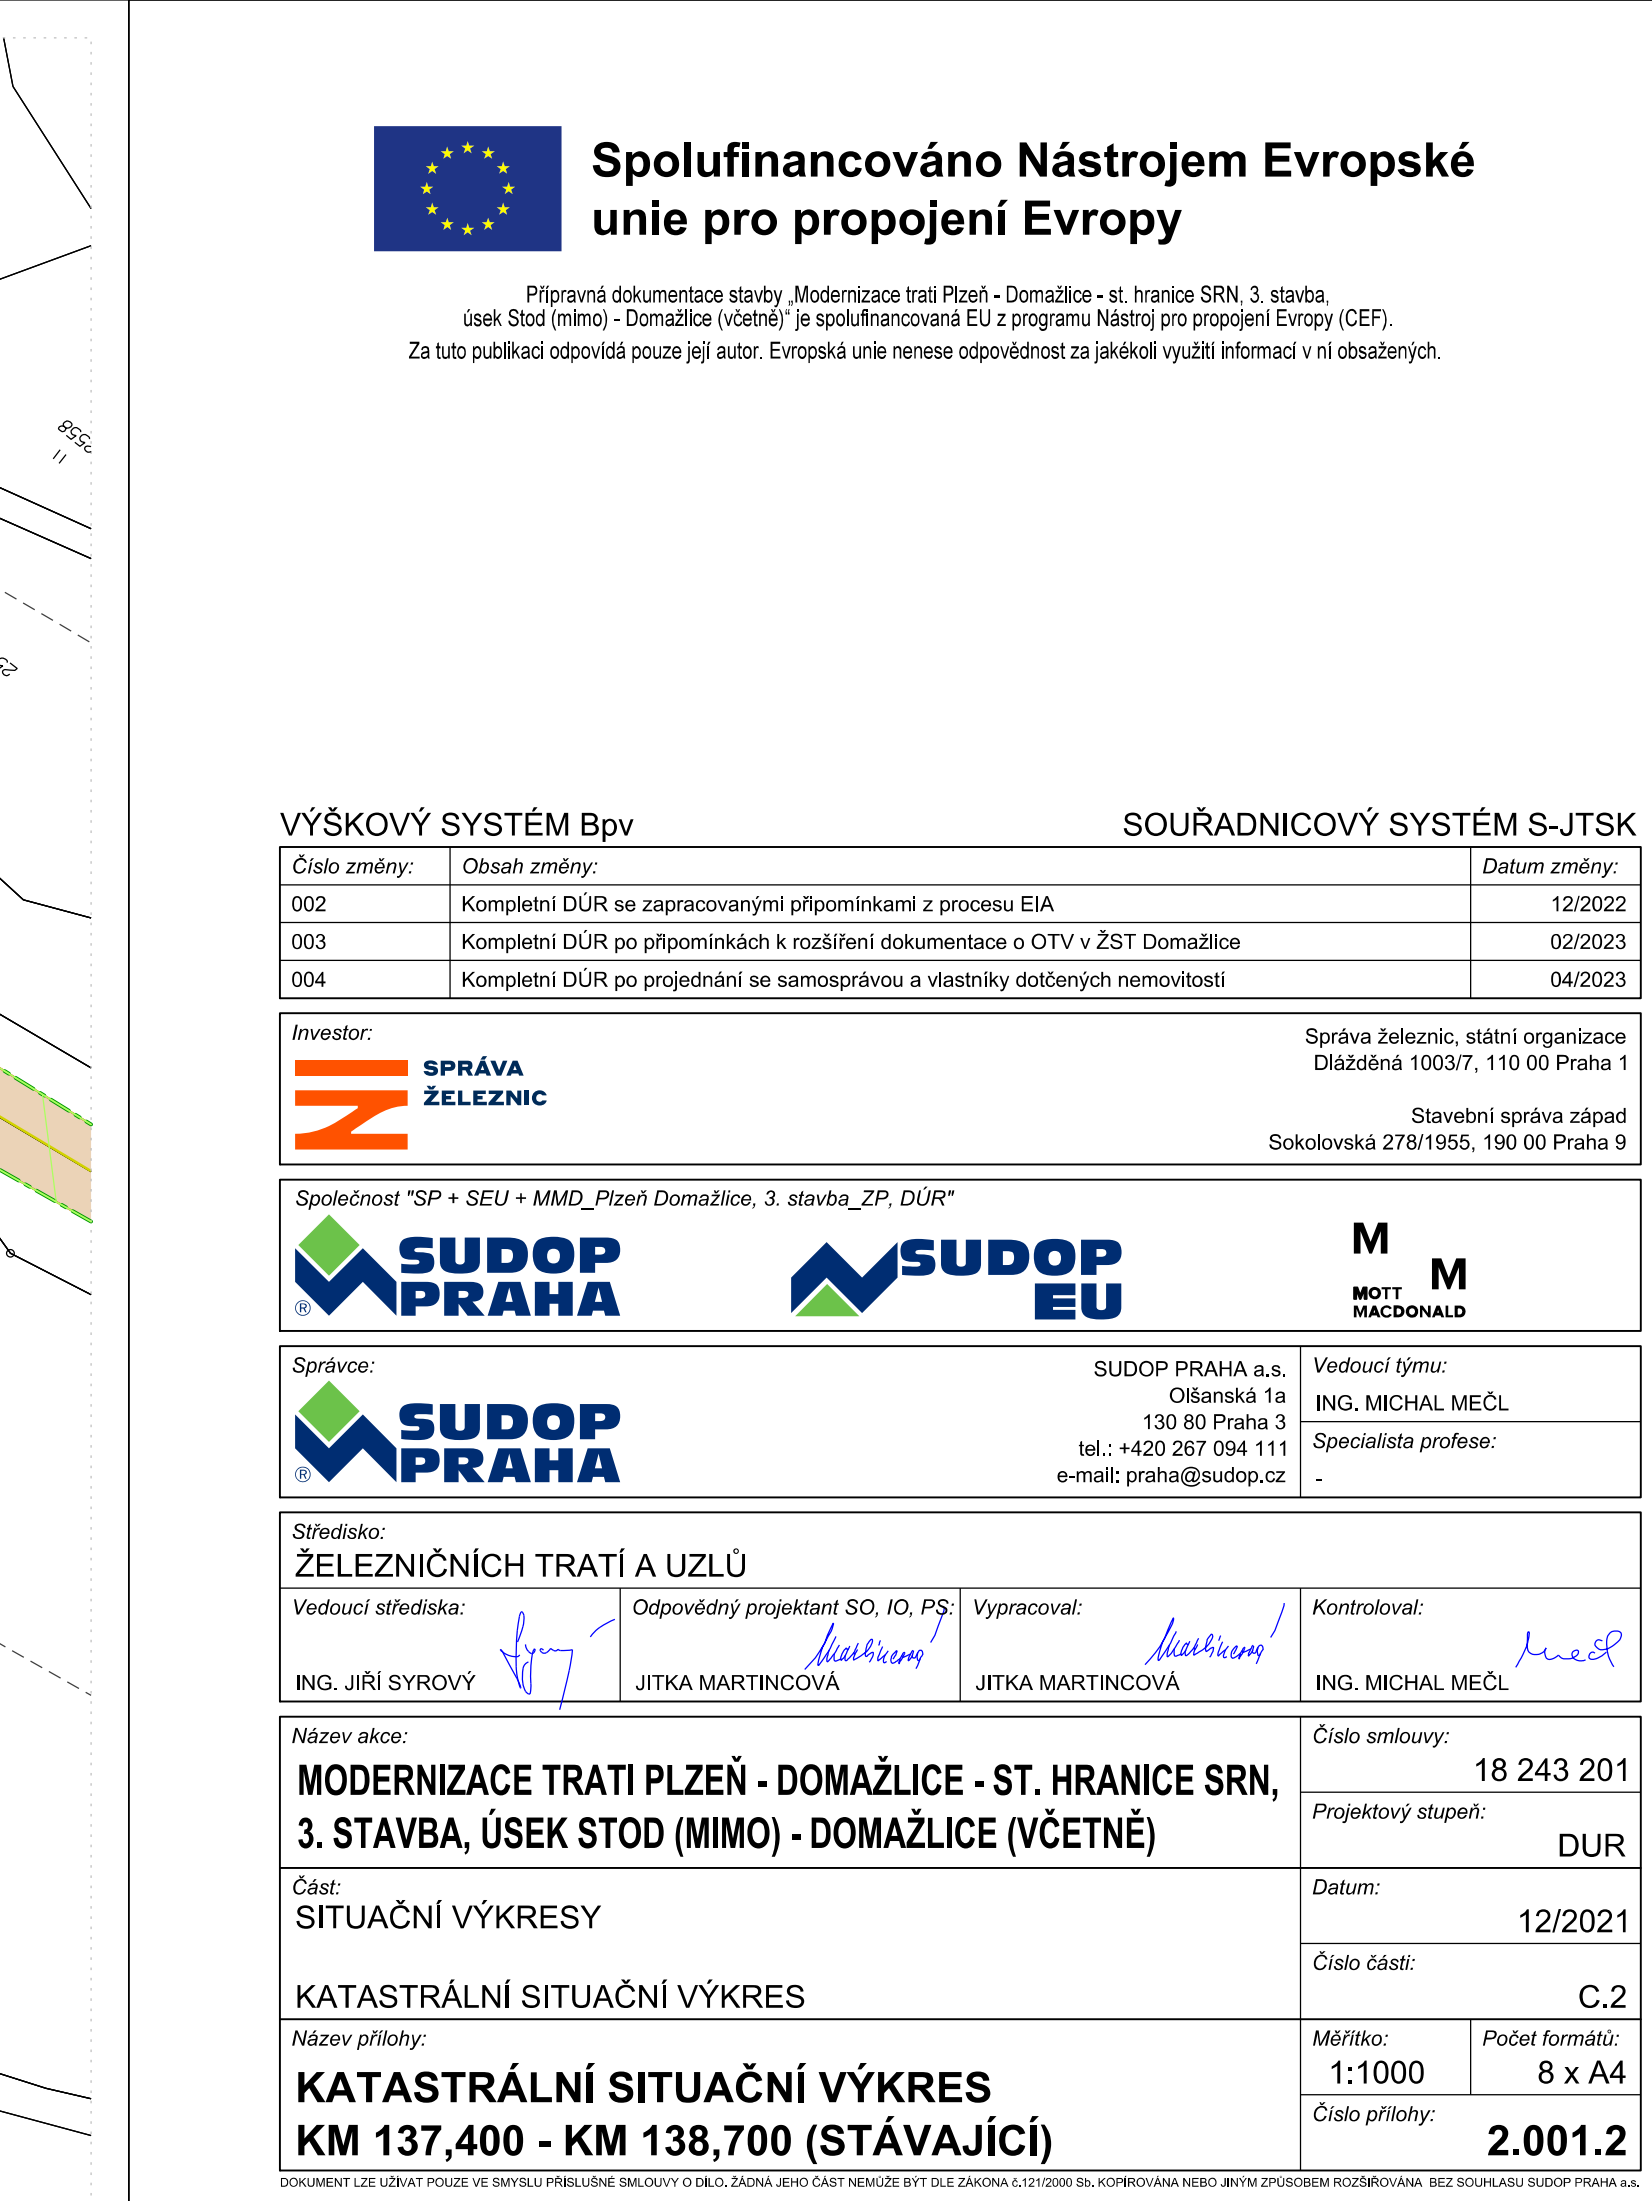 Spolufinancováno Nástrojem Evropské
unie pro propojení Evropy
Přípravná dokumentace stavby „Modernizace trati Plzeň - Domažlice - st. hranice SRN, 3. stavba,
úsek Stod (mimo) - Domažlice (včetně)“ je spolufinancovaná EU z programu Nástroj pro propojení Evropy (CEF).
Za tuto publikaci odpovídá pouze její autor. Evropská unie nenese odpovědnost za jakékoli využití informací v ní obsažených.
VÝŠKOVÝ SYSTÉM Bpv SOUŘADNICOVÝ SYSTÉM S-JTSK
Číslo změny: Obsah změny: Datum změny:
002 Kompletní DÚR se zapracovanými připomínkami z procesu EIA 12/2022
003 Kompletní DÚR po připomínkách k rozšíření dokumentace o OTV v ŽST Domažlice 02/2023
004 Kompletní DÚR po projednání se samosprávou a vlastníky dotčených nemovitostí 04/2023
Investor:
SPRÁVA
ŽELEZNIC
Správa železnic, státní organizace
Dlážděná 1003/7, 110 00 Praha 1
Stavební správa západ
Sokolovská 278/1955, 190 00 Praha 9
Společnost "SP + SEU + MMD_Plzeň Domažlice, 3. stavba_ZP, DÚR"
SUDOP
PRAHA
®
SUDOP
EU
M
M
MOTT
MACDONALD
Správce:
SUDOP
PRAHA
®
SUDOP PRAHA a.s.
Olšanská 1a
130 80 Praha 3
tel.: +420 267 094 111
e-mail: praha@sudop.cz
Vedoucí týmu:
ING. MICHAL MEČL
Specialista profese:
-
Středisko:
ŽELEZNIČNÍCH TRATÍ A UZLŮ
Vedoucí střediska: Odpovědný projektant SO, IO, PS: Vypracoval: Kontroloval:
ING. JIŘÍ SYROVÝ JITKA MARTINCOVÁ JITKA MARTINCOVÁ ING. MICHAL MEČL
Název akce:
MODERNIZACE TRATI PLZEŇ - DOMAŽLICE - ST. HRANICE SRN,
3. STAVBA, ÚSEK STOD (MIMO) - DOMAŽLICE (VČETNĚ)
Číslo smlouvy:
18 243 201
Projektový stupeň:
DUR
Část:
SITUAČNÍ VÝKRESY
KATASTRÁLNÍ SITUAČNÍ VÝKRES
Datum:
12/2021
Číslo části:
C.2
Název přílohy:
KATASTRÁLNÍ SITUAČNÍ VÝKRES
KM 137,400 - KM 138,700 (STÁVAJÍCÍ)
Měřítko:
1:1000
Počet formátů:
8 x A4
Číslo přílohy:
2.001.2
DOKUMENT LZE UŽÍVAT POUZE VE SMYSLU PŘÍSLUŠNÉ SMLOUVY O DÍLO. ŽÁDNÁ JEHO ČÁST NEMŮŽE BÝT DLE ZÁKONA č.121/2000 Sb. KOPÍROVÁNA NEBO JINÝM ZPŮSOBEM ROZŠIŘOVÁNA BEZ SOUHLASU SUDOP PRAHA a.s.